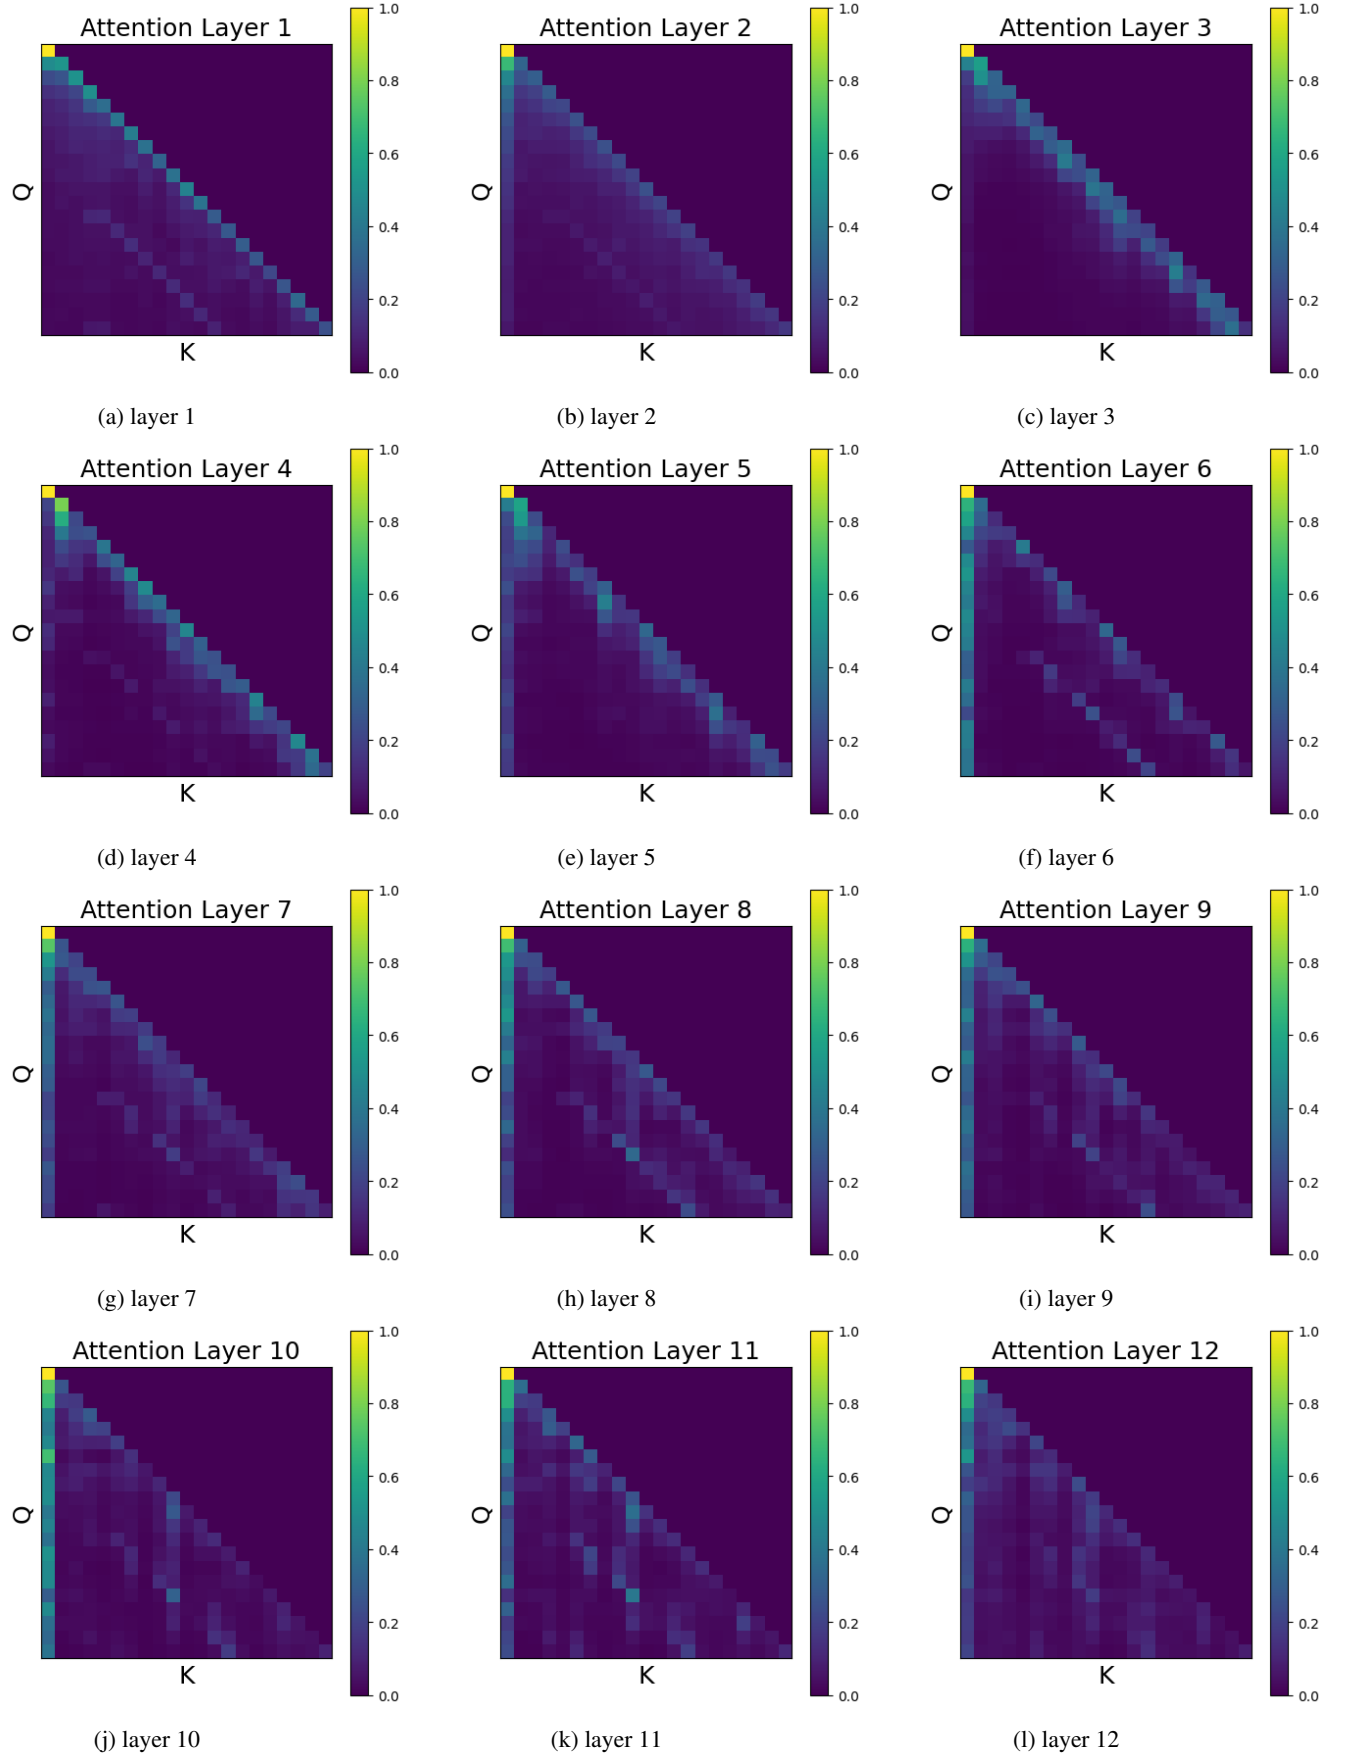 Attention Layer 1
Q
K
1.0
0.8
0.6
0.4
0.2
0.0
(a) layer 1
Attention Layer 2
Q
K
1.0
0.8
0.6
0.4
0.2
0.0
(b) layer 2
Attention Layer 3
Q
K
1.0
0.8
0.6
0.4
0.2
0.0
(c) layer 3
Attention Layer 4
Q
K
1.0
0.8
0.6
0.4
0.2
0.0
(d) layer 4
Attention Layer 5
Q
K
1.0
0.8
0.6
0.4
0.2
0.0
(e) layer 5
Attention Layer 6
Q
K
1.0
0.8
0.6
0.4
0.2
0.0
(f) layer 6
Attention Layer 7
Q
K
1.0
0.8
0.6
0.4
0.2
0.0
(g) layer 7
Attention Layer 8
Q
K
1.0
0.8
0.6
0.4
0.2
0.0
(h) layer 8
Attention Layer 9
Q
K
1.0
0.8
0.6
0.4
0.2
0.0
(i) layer 9
Attention Layer 10
Q
K
1.0
0.8
0.6
0.4
0.2
0.0
(j) layer 10
Attention Layer 11
Q
K
1.0
0.8
0.6
0.4
0.2
0.0
(k) layer 11
Attention Layer 12
Q
K
1.0
0.8
0.6
0.4
0.2
0.0
(l) layer 12